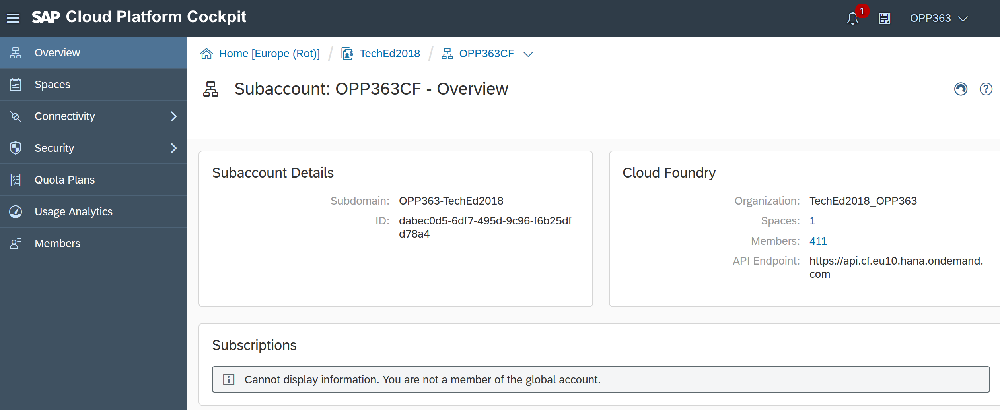 SAP Cloud Platform Cockpit
1
OPP363
Overview
Spaces
Connectivity
Security
Quota Plans
Usage Analytics
Members
Home [Europe (Rot)] / TechEd2018 / OPP363CF
Subaccount: OPP363CF - Overview
Subaccount Details
Subdomain: OPP363-TechEd2018
ID: dabec0d5-6df7-495d-9c96-f6b25df
d78a4
Cloud Foundry
Organization: TechEd2018_OPP363
Spaces: 1
Members: 411
API Endpoint: https://api.cf.eu10.hana.ondemand.
com
Subscriptions
Cannot display information. You are not a member of the global account.